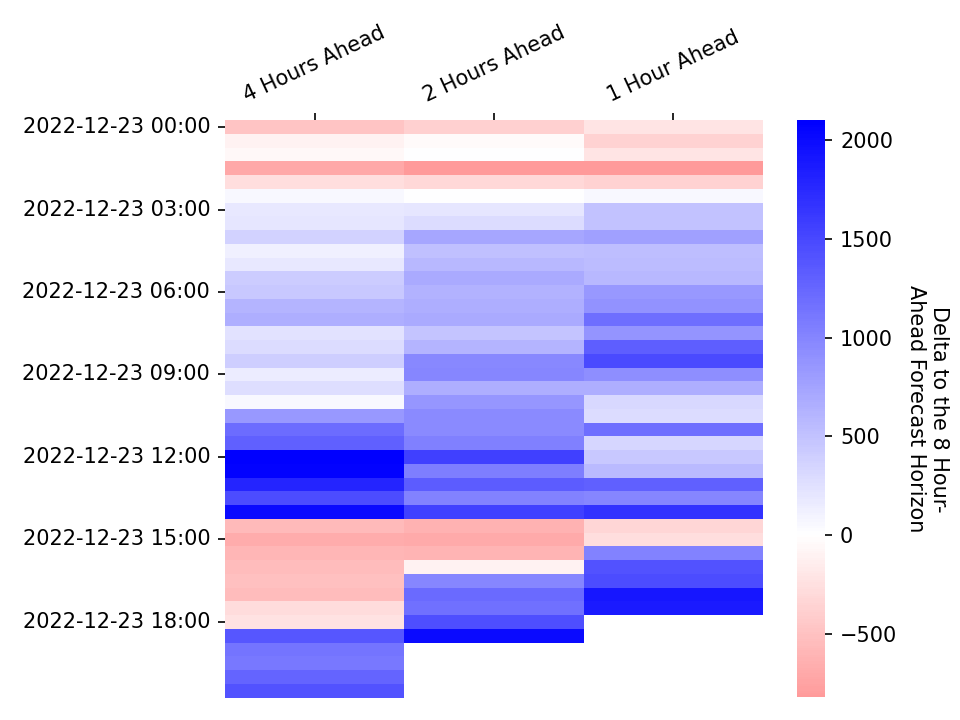 4 Hours Ahead
2 Hours Ahead
1 Hour Ahead
2022-12-23 00:00
2022-12-23 03:00
2022-12-23 06:00
2022-12-23 09:00
2022-12-23 12:00
2022-12-23 15:00
2022-12-23 18:00
2000
1500
1000
500
0
−500
Delta to the 8 Hour-
Ahead Forecast Horizon